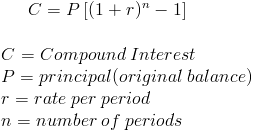 C = P [(1 + r)ⁿ − 1]
C = Compound Interest
P = principal(original balance)
r = rate per period
n = number of periods